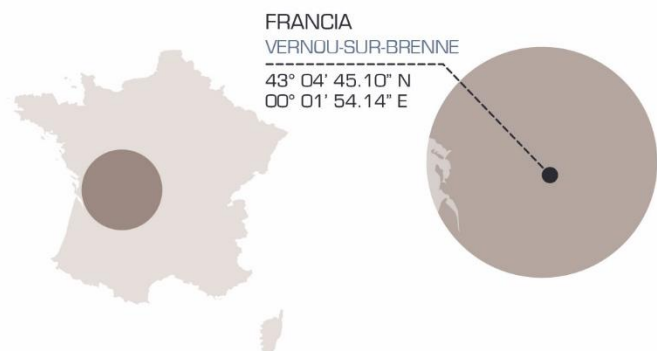 FRANCIA
VERNOU-SUR-BRENNE
43° 04’ 45.10” N
00° 01’ 54.14” E